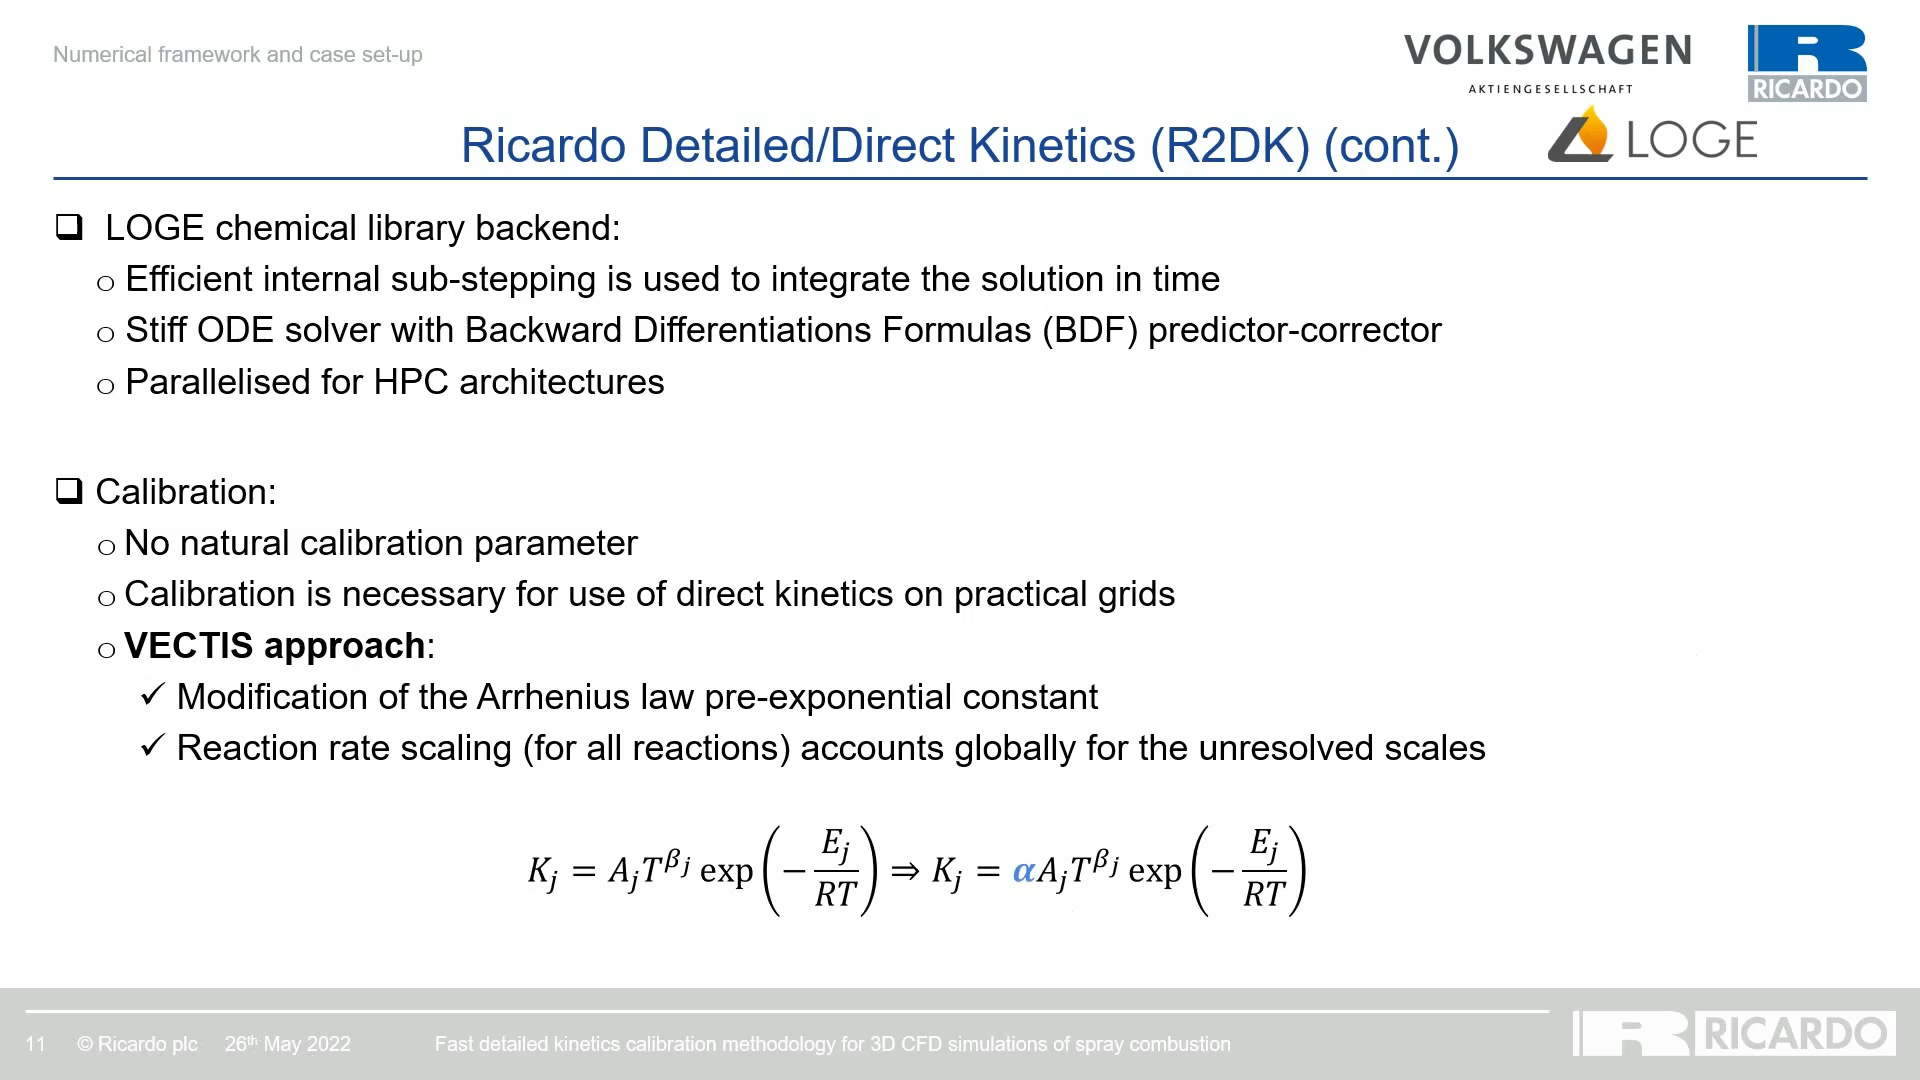 Numerical framework and case set-up
VOLKSWAGEN
AKTIENGESELLSCHAFT
RICARDO
Ricardo Detailed/Direct Kinetics (R2DK) (cont.)
LOGE
LOGE chemical library backend:
o Efficient internal sub-stepping is used to integrate the solution in time
o Stiff ODE solver with Backward Differentiations Formulas (BDF) predictor-corrector
o Parallelised for HPC architectures
Calibration:
o No natural calibration parameter
o Calibration is necessary for use of direct kinetics on practical grids
o VECTIS approach:
✓ Modification of the Arrhenius law pre-exponential constant
✓ Reaction rate scaling (for all reactions) accounts globally for the unresolved scales
K_j = A_j T^{β_j} exp(−E_j/RT) ⇒ K_j = αA_j T^{β_j} exp(−E_j/RT)
11 © Ricardo plc 26th May 2022 Fast detailed kinetics calibration methodology for 3D CFD simulations of spray combustion
RICARDO